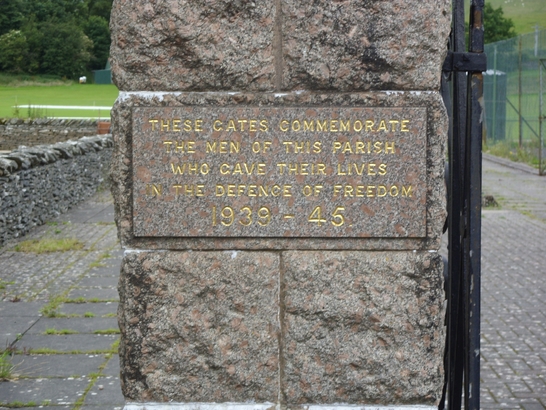 THESE GATES COMMEMORATE
THE MEN OF THIS PARISH
WHO GAVE THEIR LIVES
IN THE DEFENCE OF FREEDOM
1939 - 45